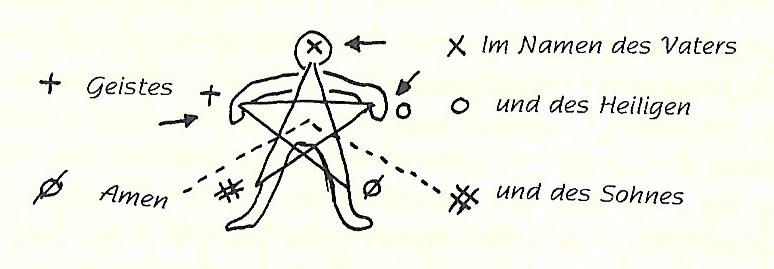 × Im Namen des Vaters
+ Geistes +
o o und des Heiligen
ø Amen # ø # und des Sohnes